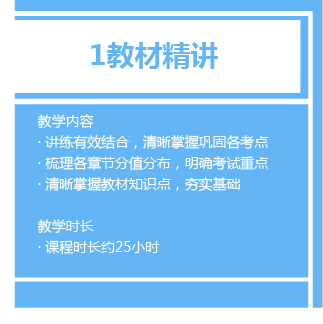 1教材精讲
教学内容
· 讲练有效结合，清晰掌握巩固各考点
· 梳理各章节分值分布，明确考试重点
· 清晰掌握教材知识点，夯实基础
教学时长
· 课程时长约25小时